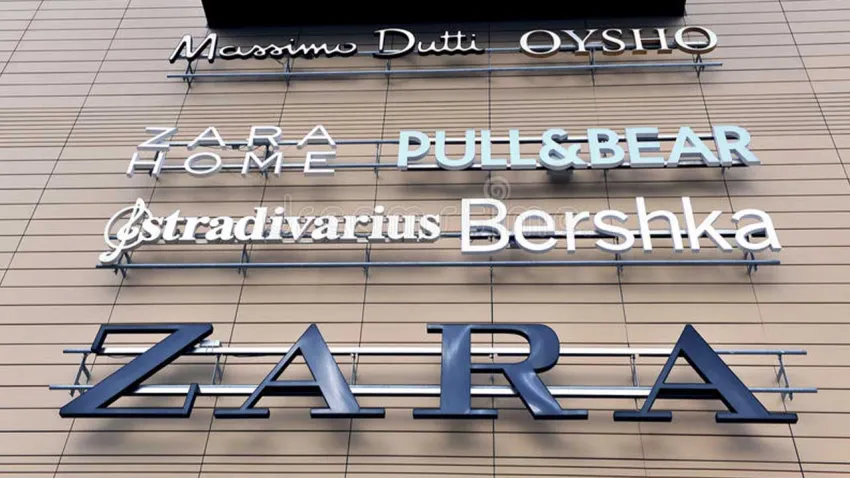 Massimo Dutti OYSHO
ZARA HOME PULL&BEAR
stradivarius Bershka
ZARA